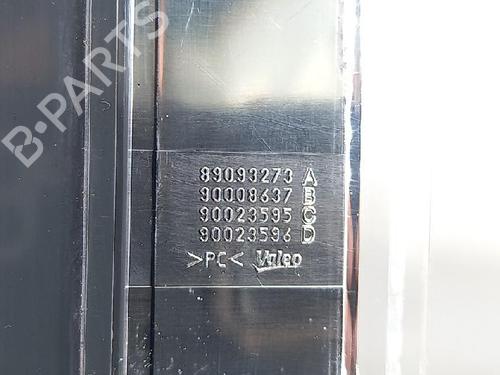 B-PARTS
89093273 A
90008637 B
90023595 C
90023596 D
>PC< Valeo